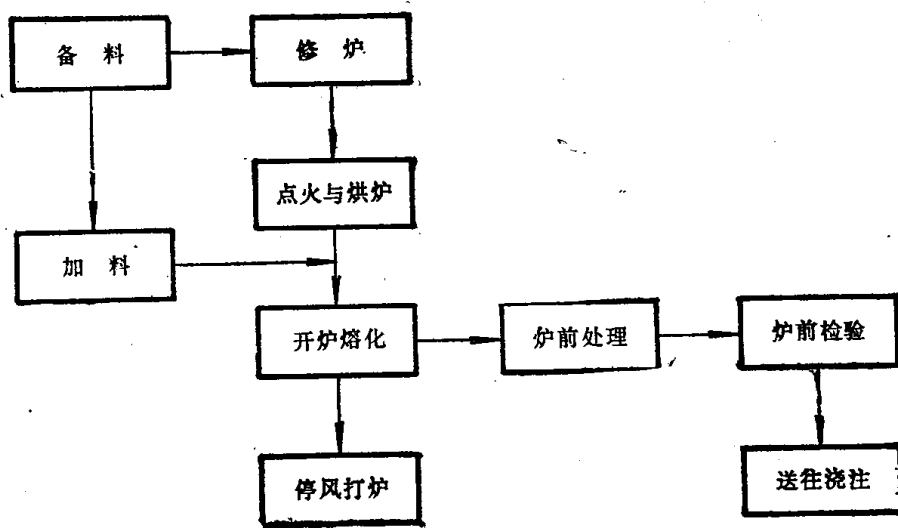 备料
修炉
点火与烘炉
加料
开炉熔化
炉前处理
炉前检验
停风打炉
送往浇注